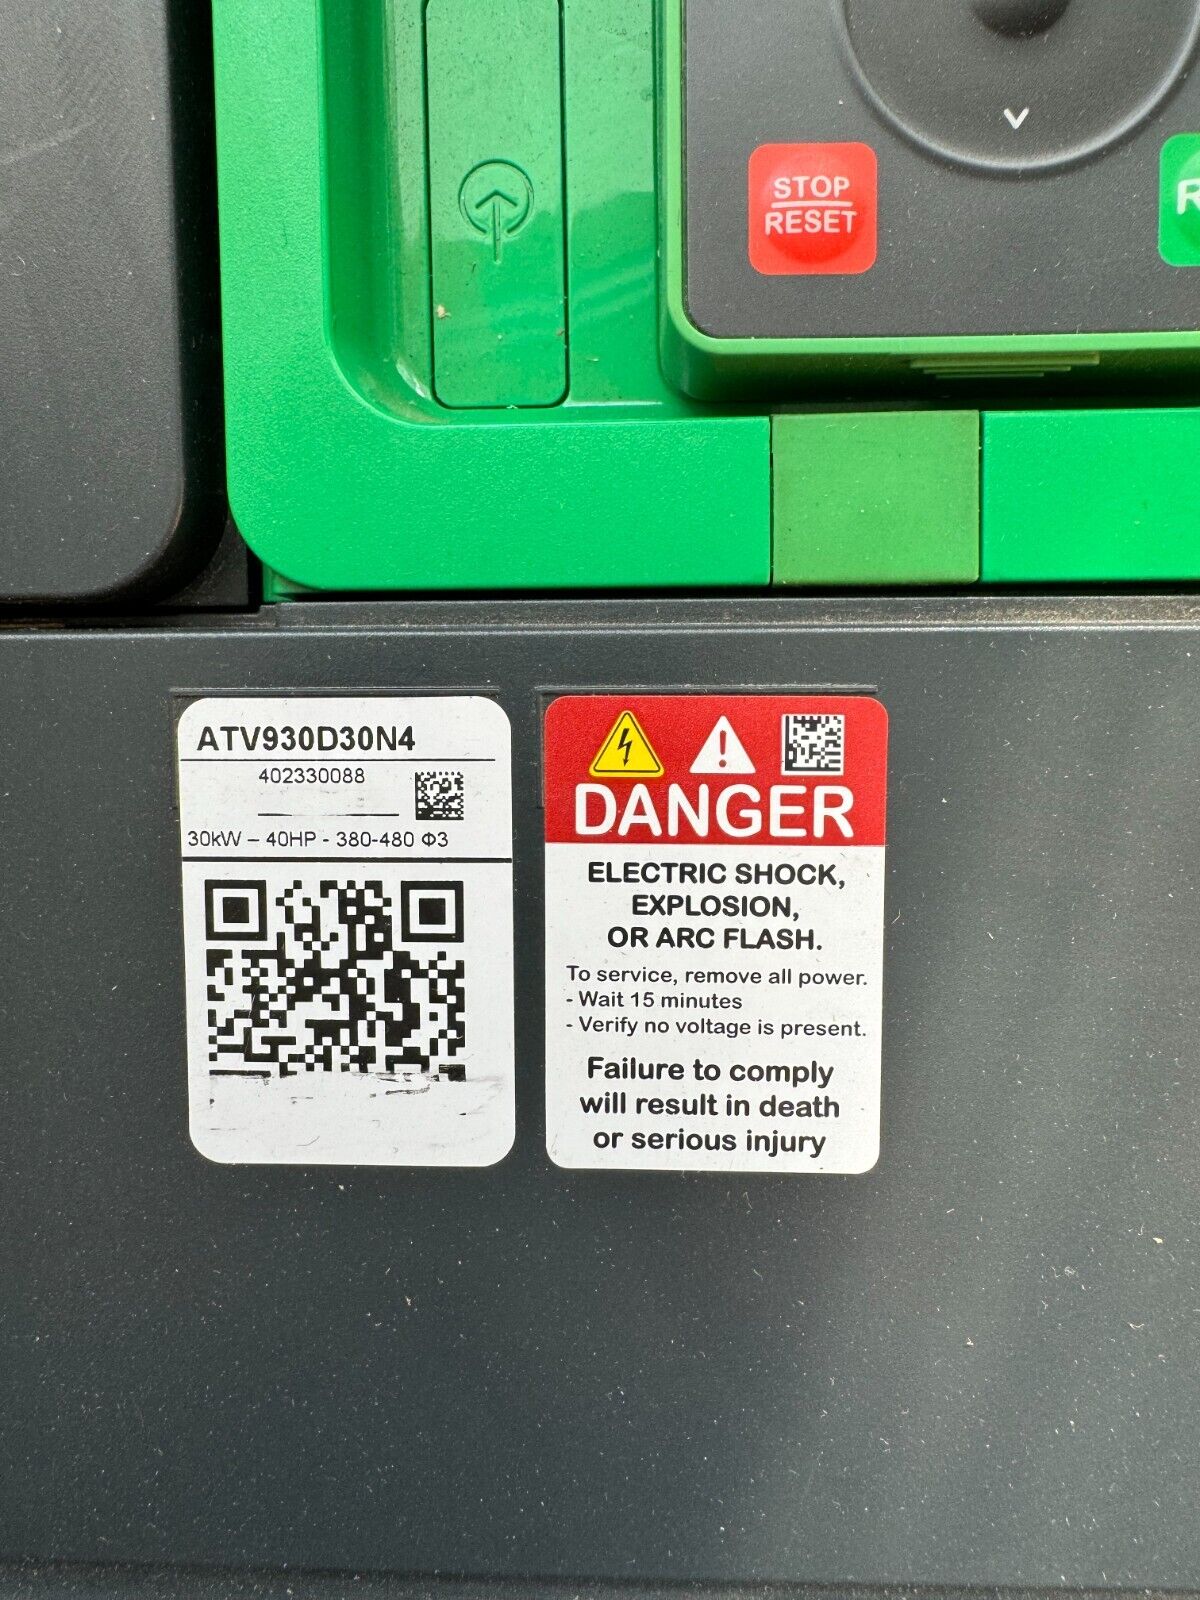 STOP
RESET
R
ATV930D30N4
402330088
30kW – 40HP - 380-480 Φ3
DANGER
ELECTRIC SHOCK,
EXPLOSION,
OR ARC FLASH.
To service, remove all power.
- Wait 15 minutes
- Verify no voltage is present.
Failure to comply
will result in death
or serious injury